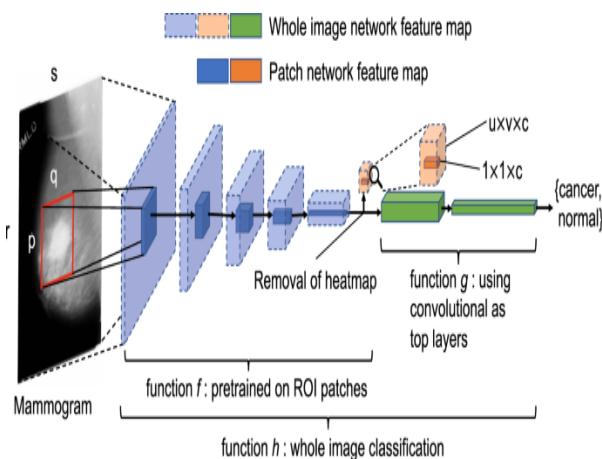 Whole image network feature map
Patch network feature map
s
MLO
q
r
p
u×v×c
1×1×c
{cancer,
normal}
Removal of heatmap
function g : using
convolutional as
top layers
function f : pretrained on ROI patches
Mammogram
function h : whole image classification